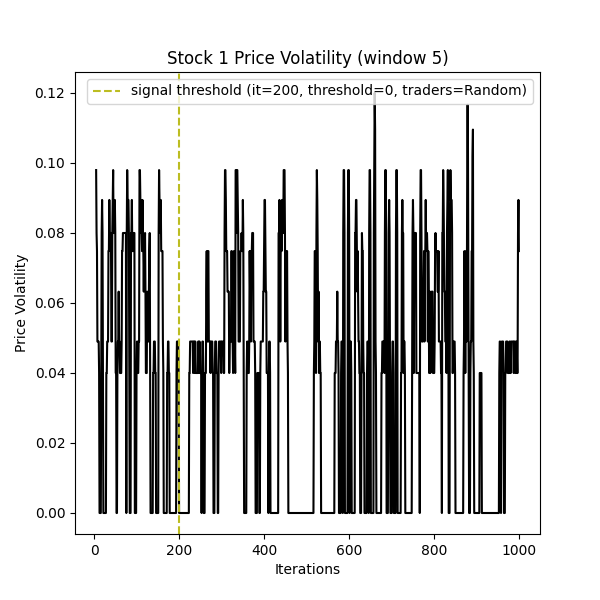 Stock 1 Price Volatility (window 5)
signal threshold (it=200, threshold=0, traders=Random)
Price Volatility
0.12
0.10
0.08
0.06
0.04
0.02
0.00
0 200 400 600 800 1000
Iterations